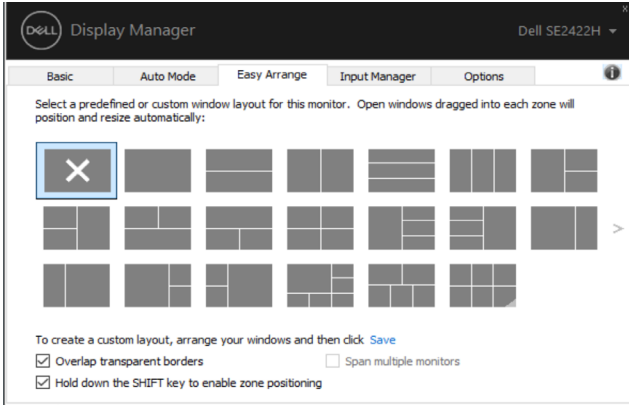 DELL Display Manager
Dell SE2422H
Basic
Auto Mode
Easy Arrange
Input Manager
Options
Select a predefined or custom window layout for this monitor. Open windows dragged into each zone will
position and resize automatically:
To create a custom layout, arrange your windows and then click Save
Overlap transparent borders
Span multiple monitors
Hold down the SHIFT key to enable zone positioning